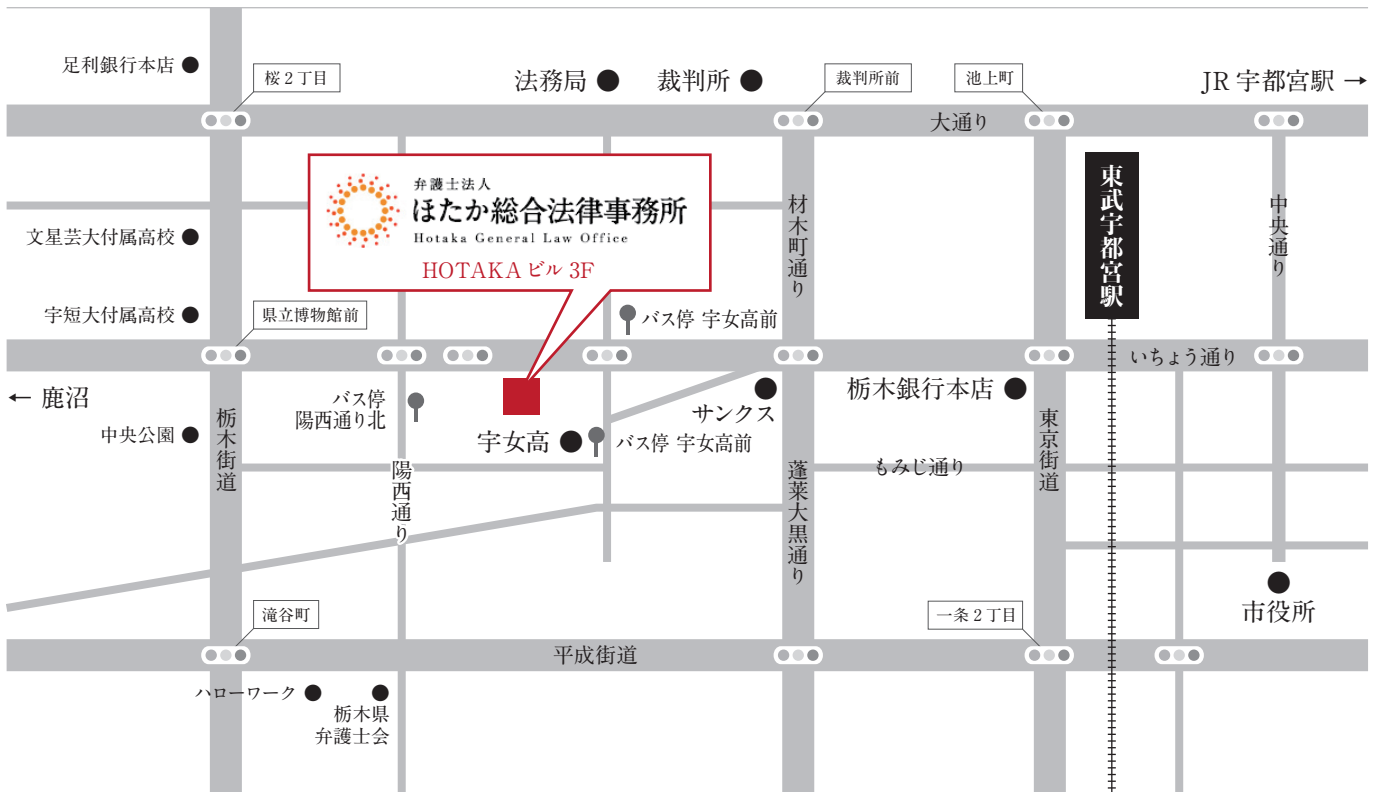 足利銀行本店
桜2丁目
法務局
裁判所
裁判所前
池上町
JR 宇都宮駅 →
大通り
弁護士法人
ほたか総合法律事務所
Hotaka General Law Office
HOTAKA ビル 3F
文星芸大付属高校
材木町通り
東武宇都宮駅
中央通り
宇短大付属高校
県立博物館前
バス停 宇女高前
いちょう通り
← 鹿沼
バス停
陽西通り北
サンクス
栃木銀行本店
中央公園
栃木街道
宇女高
バス停 宇女高前
東京街道
陽西通り
蓬莱大黒通り
もみじ通り
滝谷町
一条2丁目
市役所
平成街道
ハローワーク
栃木県
弁護士会